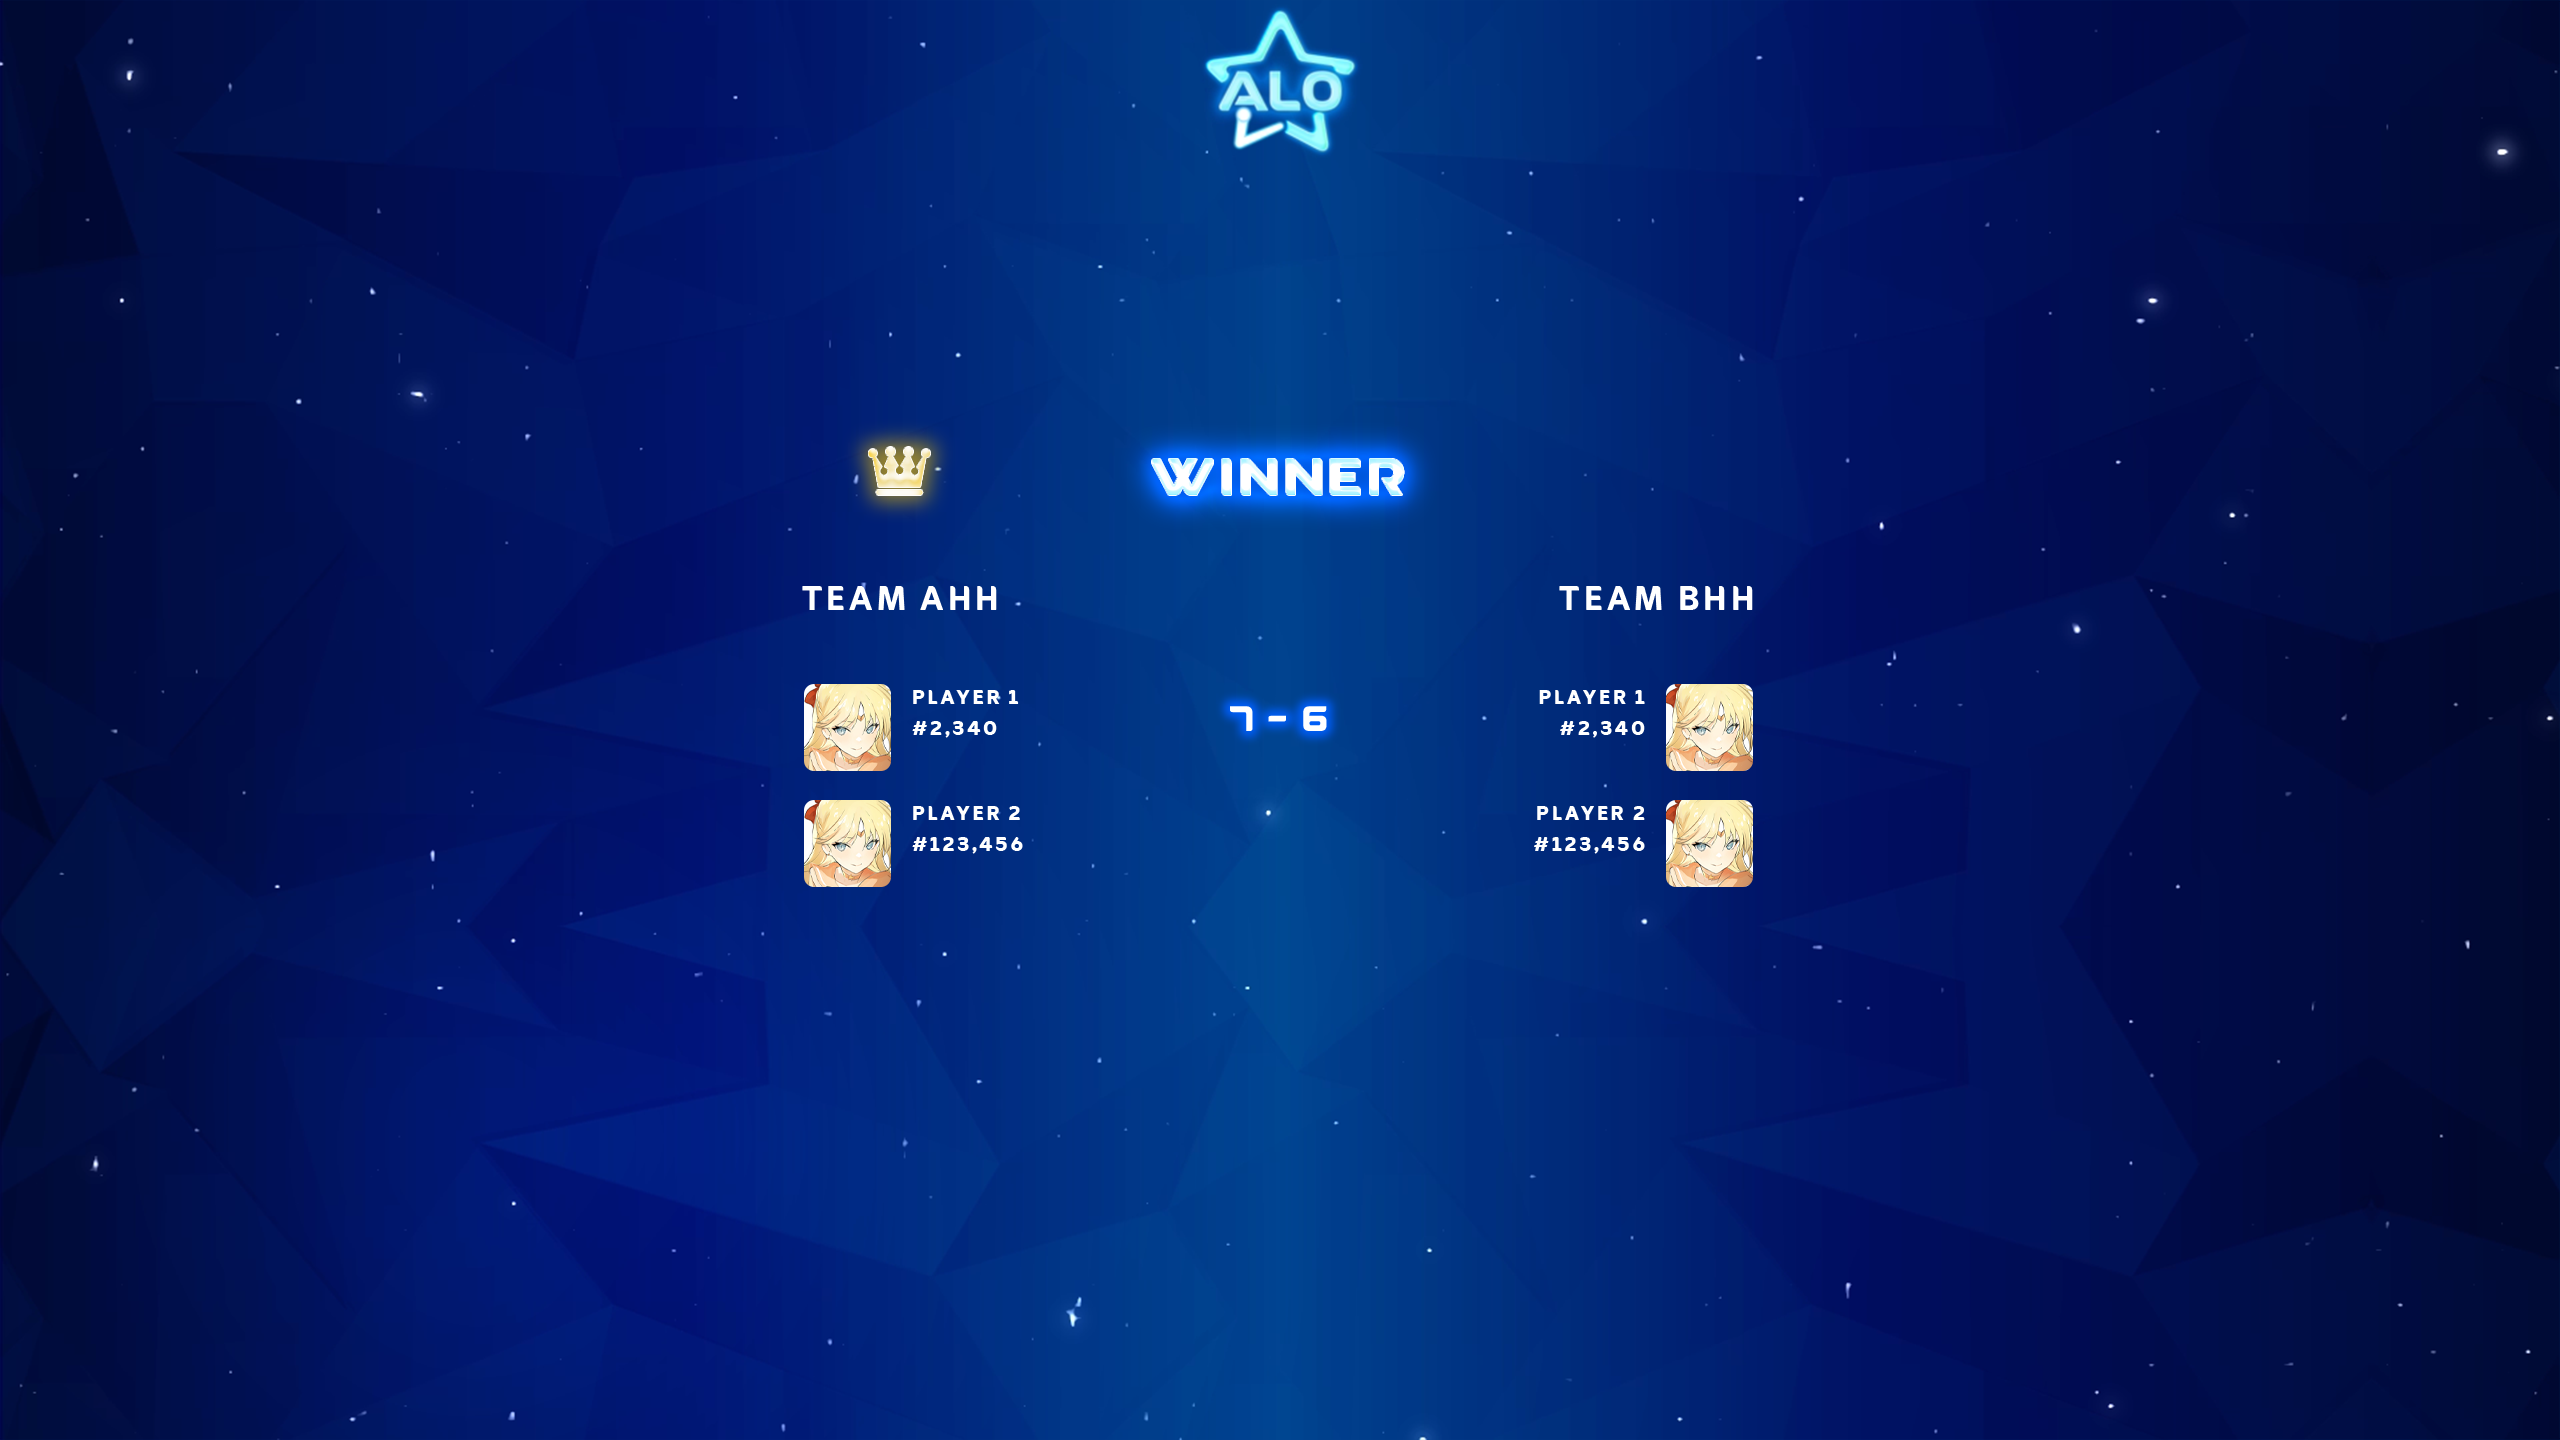 ALO
WINNER
TEAM AHH
TEAM BHH
PLAYER 1
#2,340
7 - 6
PLAYER 1
#2,340
PLAYER 2
#123,456
PLAYER 2
#123,456